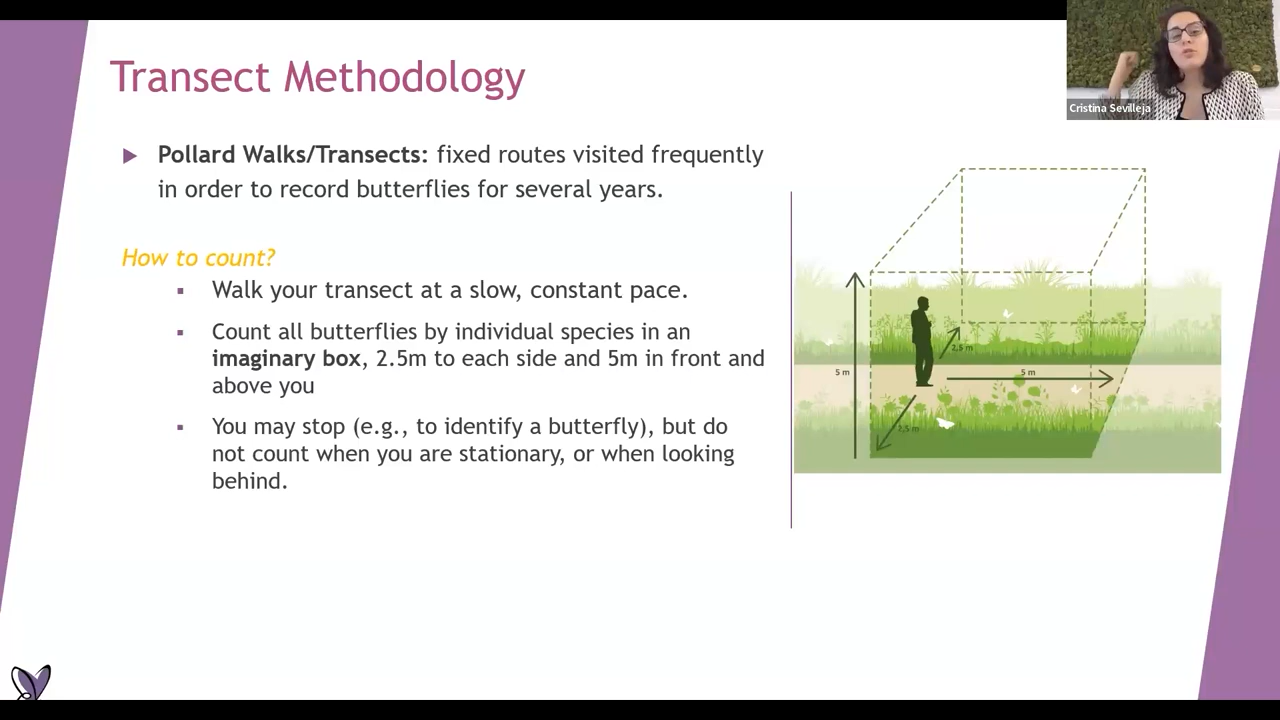 Transect Methodology
Cristina Sevilleja
Pollard Walks/Transects: fixed routes visited frequently
in order to record butterflies for several years.
How to count?
Walk your transect at a slow, constant pace.
Count all butterflies by individual species in an
imaginary box, 2.5m to each side and 5m in front and
above you
You may stop (e.g., to identify a butterfly), but do
not count when you are stationary, or when looking
behind.
2,5 m
5 m
5 m
2,5 m